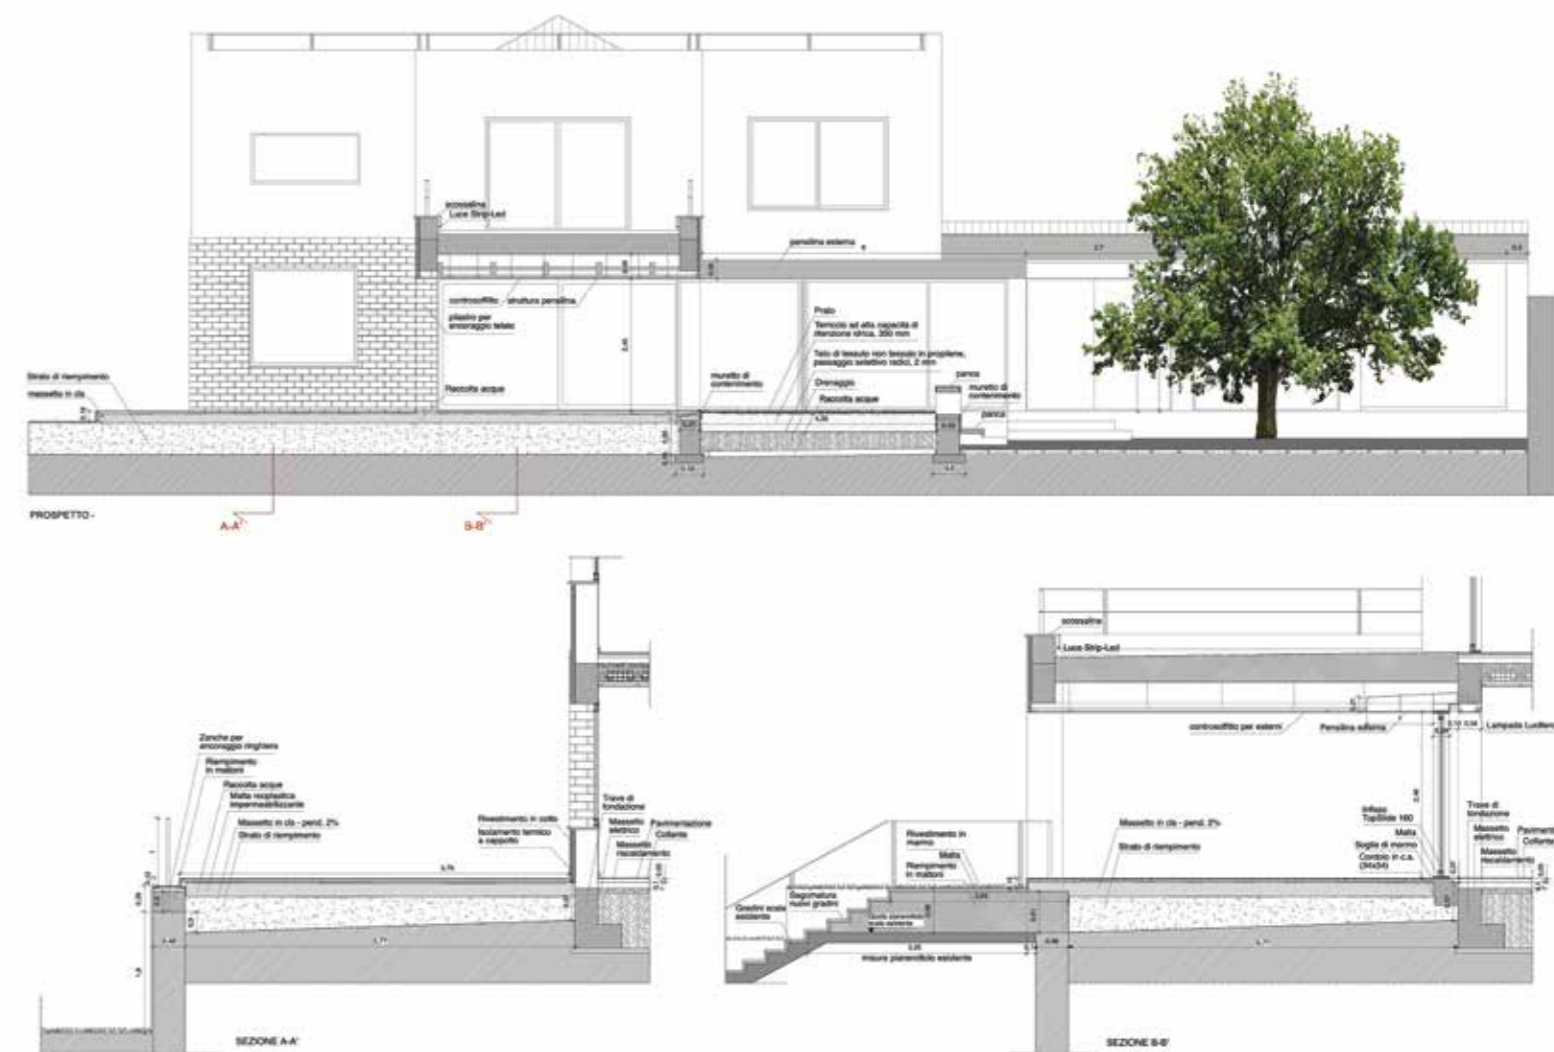 scossalina
Luce Strip-Led
pensilina esterna
2,7
controsoffitto - struttura pensilina
pilastro per
ancoraggio telaio
Prato
Terriccio ad alta capacità di
ritenzione idrica, 350 mm
Telo di tessuto non tessuto in propilene,
passaggio selettivo radici, 2 mm
Strato di riempimento
massetto in cls
Raccolta acque
muretto di
contenimento
Drenaggio
Raccolta acque
panca
muretto di
contenimento
panca
PROSPETTO -
A-A'
B-B'
Zanche per
ancoraggio ringhiera
Riempimento
in mattoni
Raccolta acque
Malta reoplastica
impermeabilizzante
Massetto in cls - pend. 2%
Strato di riempimento
Rivestimento in cotto
Isolamento termico
a cappotto
Trave di
fondazione
Massetto
elettrico
Massetto
riscaldamento
Pavimentazione
Collante
SEZIONE A-A'
scossalina
Luce Strip-Led
controsoffitto per esterni
Pensilina esterna
Lampada Lucifero
Rivestimento in
marmo
Malta
Riempimento
in mattoni
Sagomatura
nuovi gradini
Gradini scala
esistente
misura pianerottolo esistente
Massetto in cls - pend. 2%
Strato di riempimento
Infisso
TopSlide 160
Malta
Soglia di marmo
Cordolo in c.a.
Trave di
fondazione
Massetto
elettrico
Massetto
riscaldamento
Collante
SEZIONE B-B'